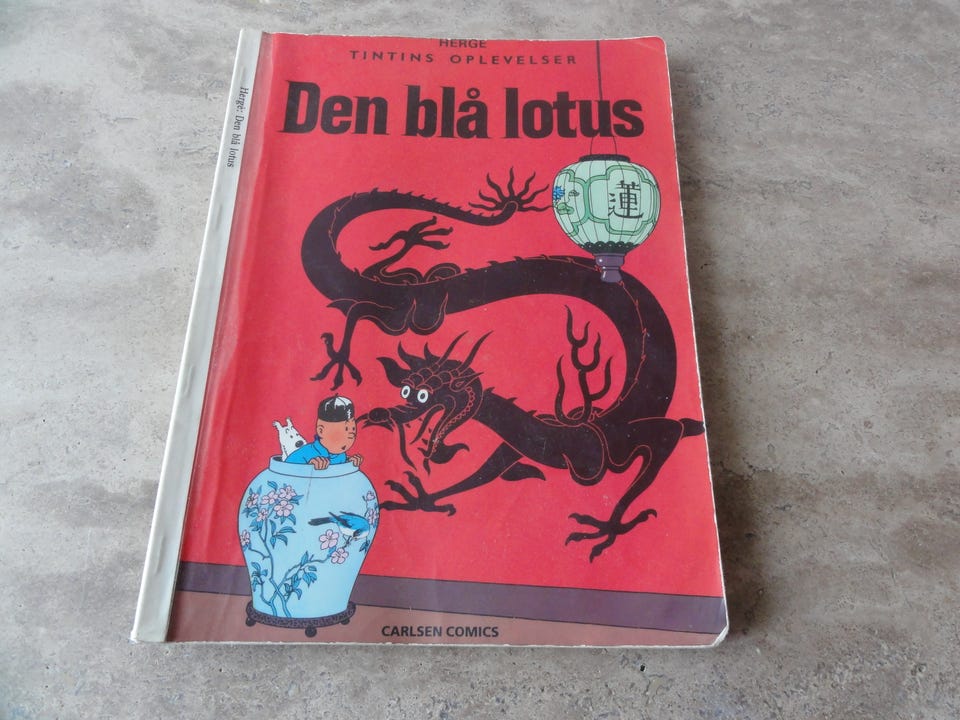 HERGÉ
TINTINS OPLEVELSER
Den blå lotus
蓮
Hergé: Den blå lotus
CARLSEN COMICS